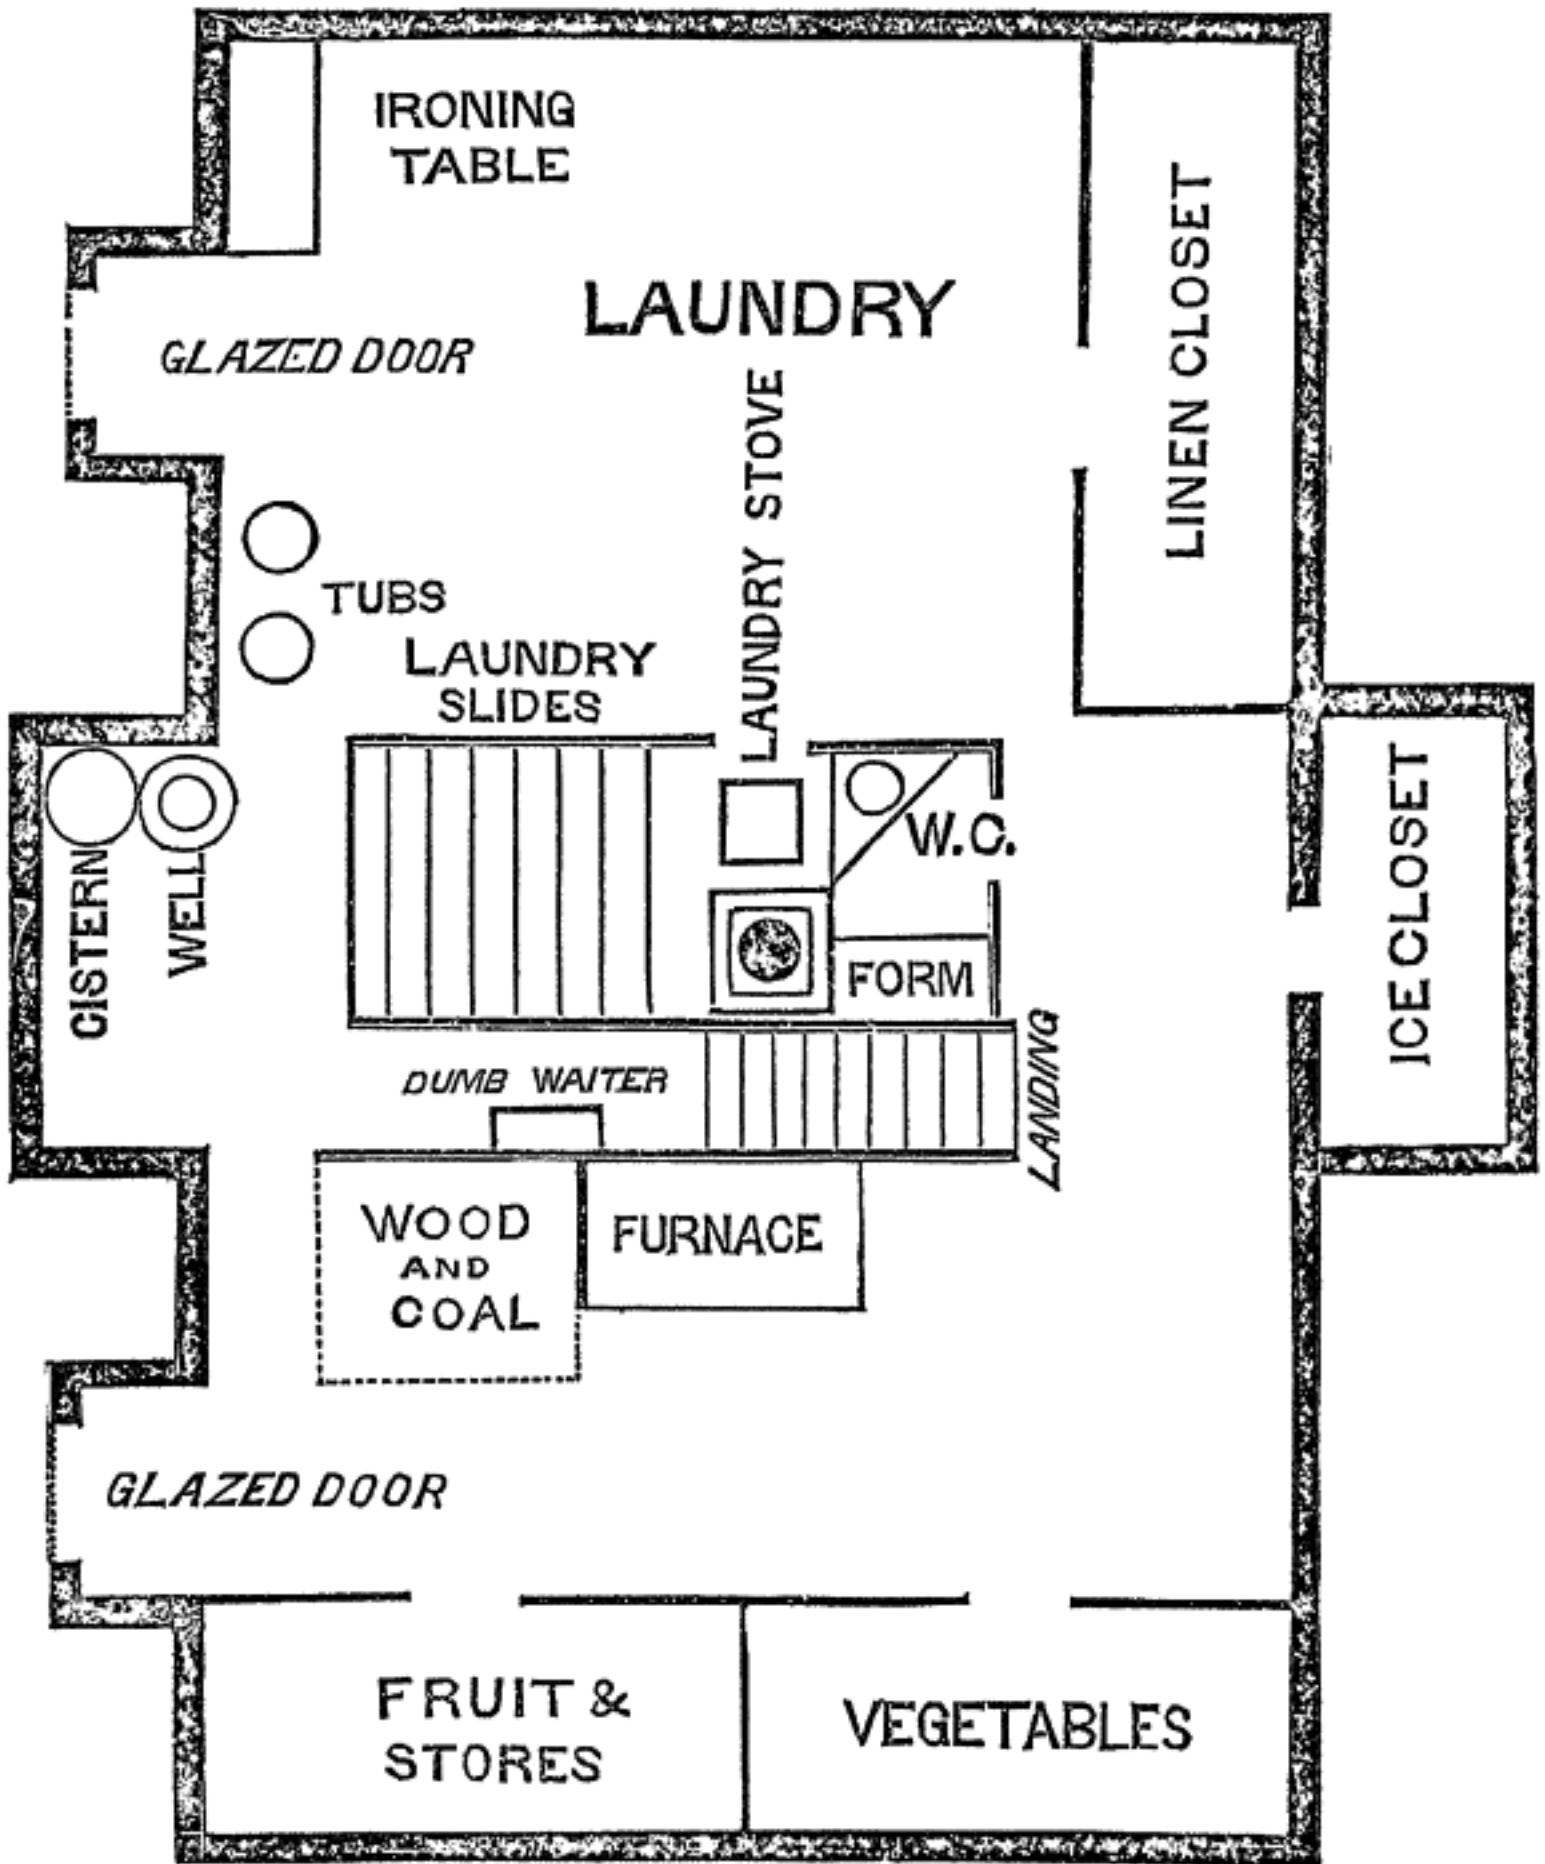 IRONING
TABLE
LINEN CLOSET
LAUNDRY
GLAZED DOOR
LAUNDRY STOVE
TUBS
LAUNDRY
SLIDES
ICE CLOSET
W.C.
CISTERN
WELL
FORM
LANDING
DUMB WAITER
WOOD
AND
COAL
FURNACE
GLAZED DOOR
FRUIT &
STORES
VEGETABLES